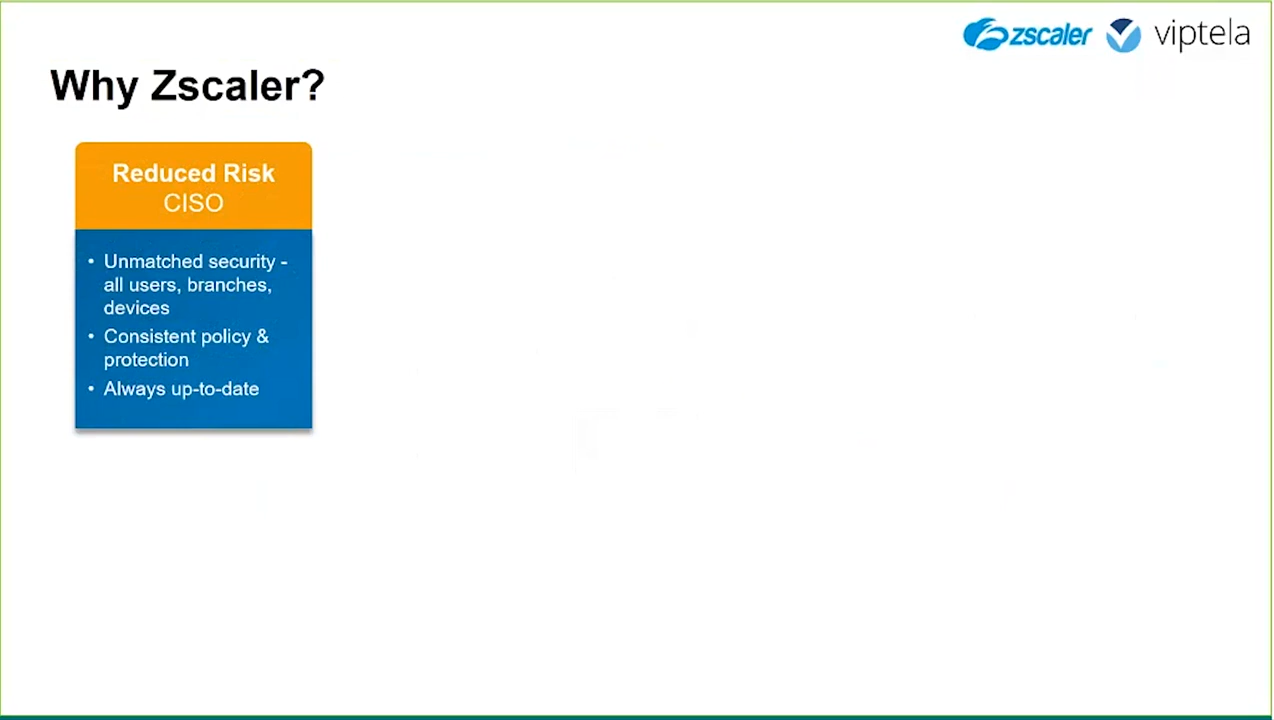 zscaler viptela
Why Zscaler?
Reduced Risk
CISO
• Unmatched security -
all users, branches,
devices
• Consistent policy &
protection
• Always up-to-date